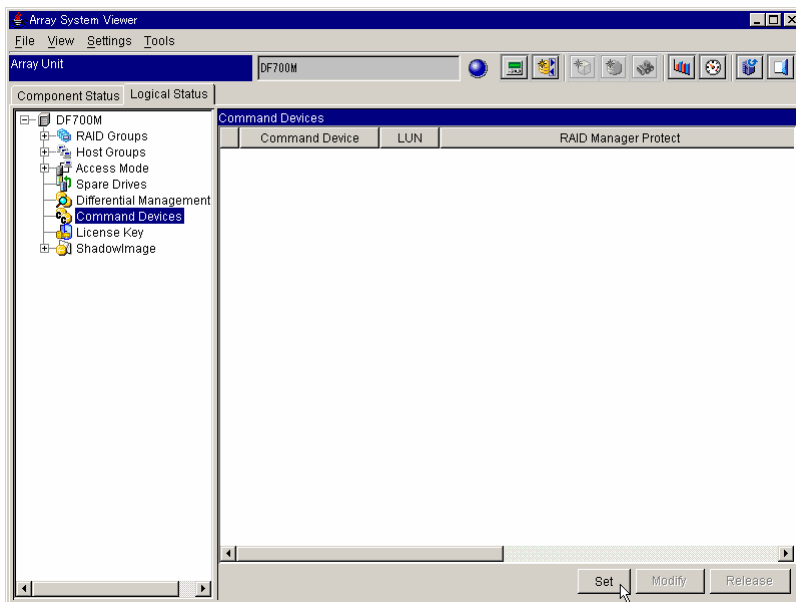 Array System Viewer
File View Settings Tools
Array Unit
DF700M
Component Status Logical Status
DF700M
RAID Groups
Host Groups
Access Mode
Spare Drives
Differential Management
Command Devices
License Key
ShadowImage
Command Devices
Command Device LUN RAID Manager Protect
Set Modify Release